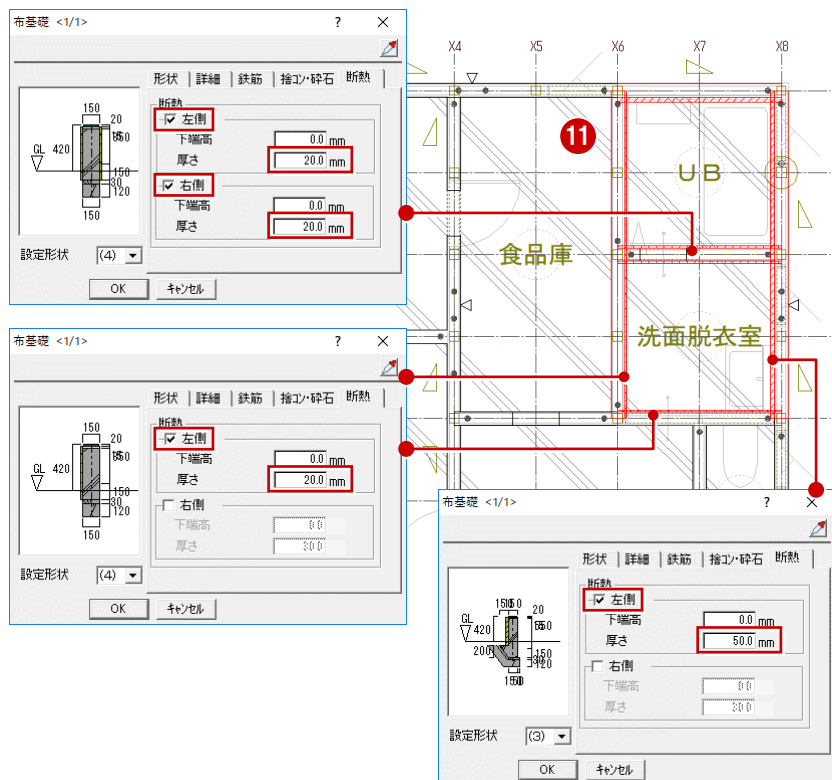 布基礎 <1/1>
? ×
形状 詳細 鉄筋 捨コン・砕石 断熱
断熱
左側
下端高 0.0 mm
厚さ 20.0 mm
右側
下端高 0.0 mm
厚さ 20.0 mm
150
20
GL
420
150
30
120
150
設定形状 (4)
OK キャンセル
X4 X5 X6 X7 X8
11
UB
食品庫
洗面脱衣室
布基礎 <1/1>
? ×
形状 詳細 鉄筋 捨コン・砕石 断熱
断熱
左側
下端高 0.0 mm
厚さ 20.0 mm
右側
下端高 0.0
厚さ 30.0
150
20
GL
420
150
30
120
150
設定形状 (4)
OK キャンセル
布基礎 <1/1>
? ×
形状 詳細 鉄筋 捨コン・砕石 断熱
断熱
左側
下端高 0.0 mm
厚さ 50.0 mm
右側
下端高 0.0
厚さ 30.0
20
GL
420
200
設定形状 (3)
OK キャンセル